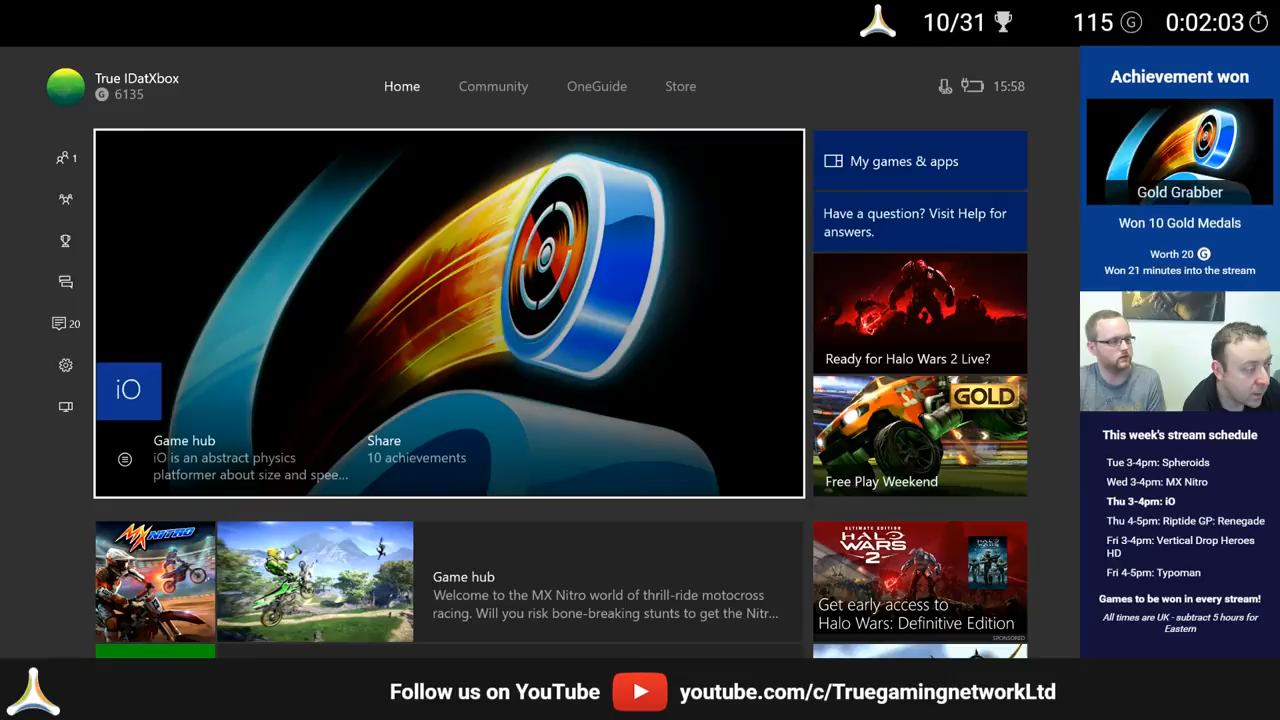 10/31
115 G
0:02:03
True IDatXbox
G 6135
Home
Community
OneGuide
Store
15:58
1
20
iO
Game hub
iO is an abstract physics
platformer about size and spee...
Share
10 achievements
My games & apps
Have a question? Visit Help for
answers.
Ready for Halo Wars 2 Live?
GOLD
Free Play Weekend
MX NITRO
Game hub
Welcome to the MX Nitro world of thrill-ride motocross
racing. Will you risk bone-breaking stunts to get the Nitr...
ULTIMATE EDITION
HALO
WARS
2
Get early access to
Halo Wars: Definitive Edition
SPONSORED
Achievement won
Gold Grabber
Won 10 Gold Medals
Worth 20 G
Won 21 minutes into the stream
This week's stream schedule
Tue 3-4pm: Spheroids
Wed 3-4pm: MX Nitro
Thu 3-4pm: iO
Thu 4-5pm: Riptide GP: Renegade
Fri 3-4pm: Vertical Drop Heroes
HD
Fri 4-5pm: Typoman
Games to be won in every stream!
All times are UK - subtract 5 hours for
Eastern
Follow us on YouTube
youtube.com/c/TruegamingnetworkLtd